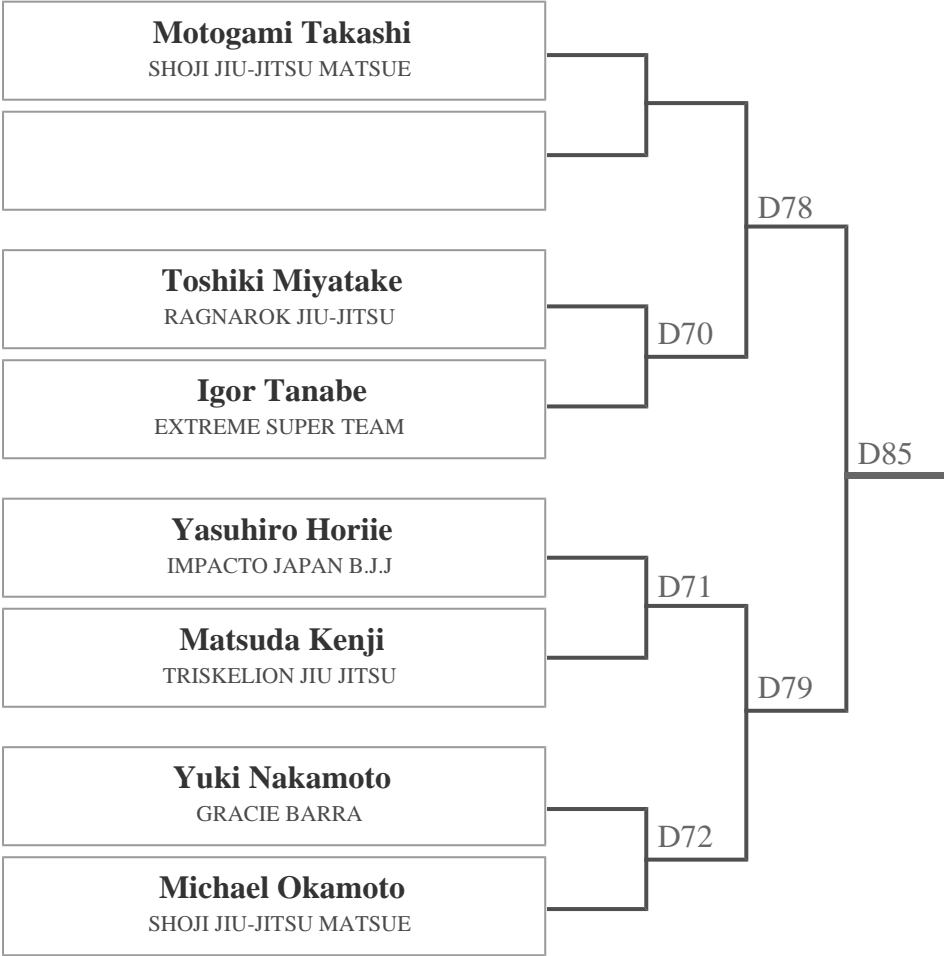 Motogami Takashi
SHOJI JIU-JITSU MATSUE
D78
Toshiki Miyatake
RAGNAROK JIU-JITSU
D70
Igor Tanabe
EXTREME SUPER TEAM
D85
Yasuhiro Horiie
IMPACTO JAPAN B.J.J
D71
Matsuda Kenji
TRISKELION JIU JITSU
D79
Yuki Nakamoto
GRACIE BARRA
D72
Michael Okamoto
SHOJI JIU-JITSU MATSUE